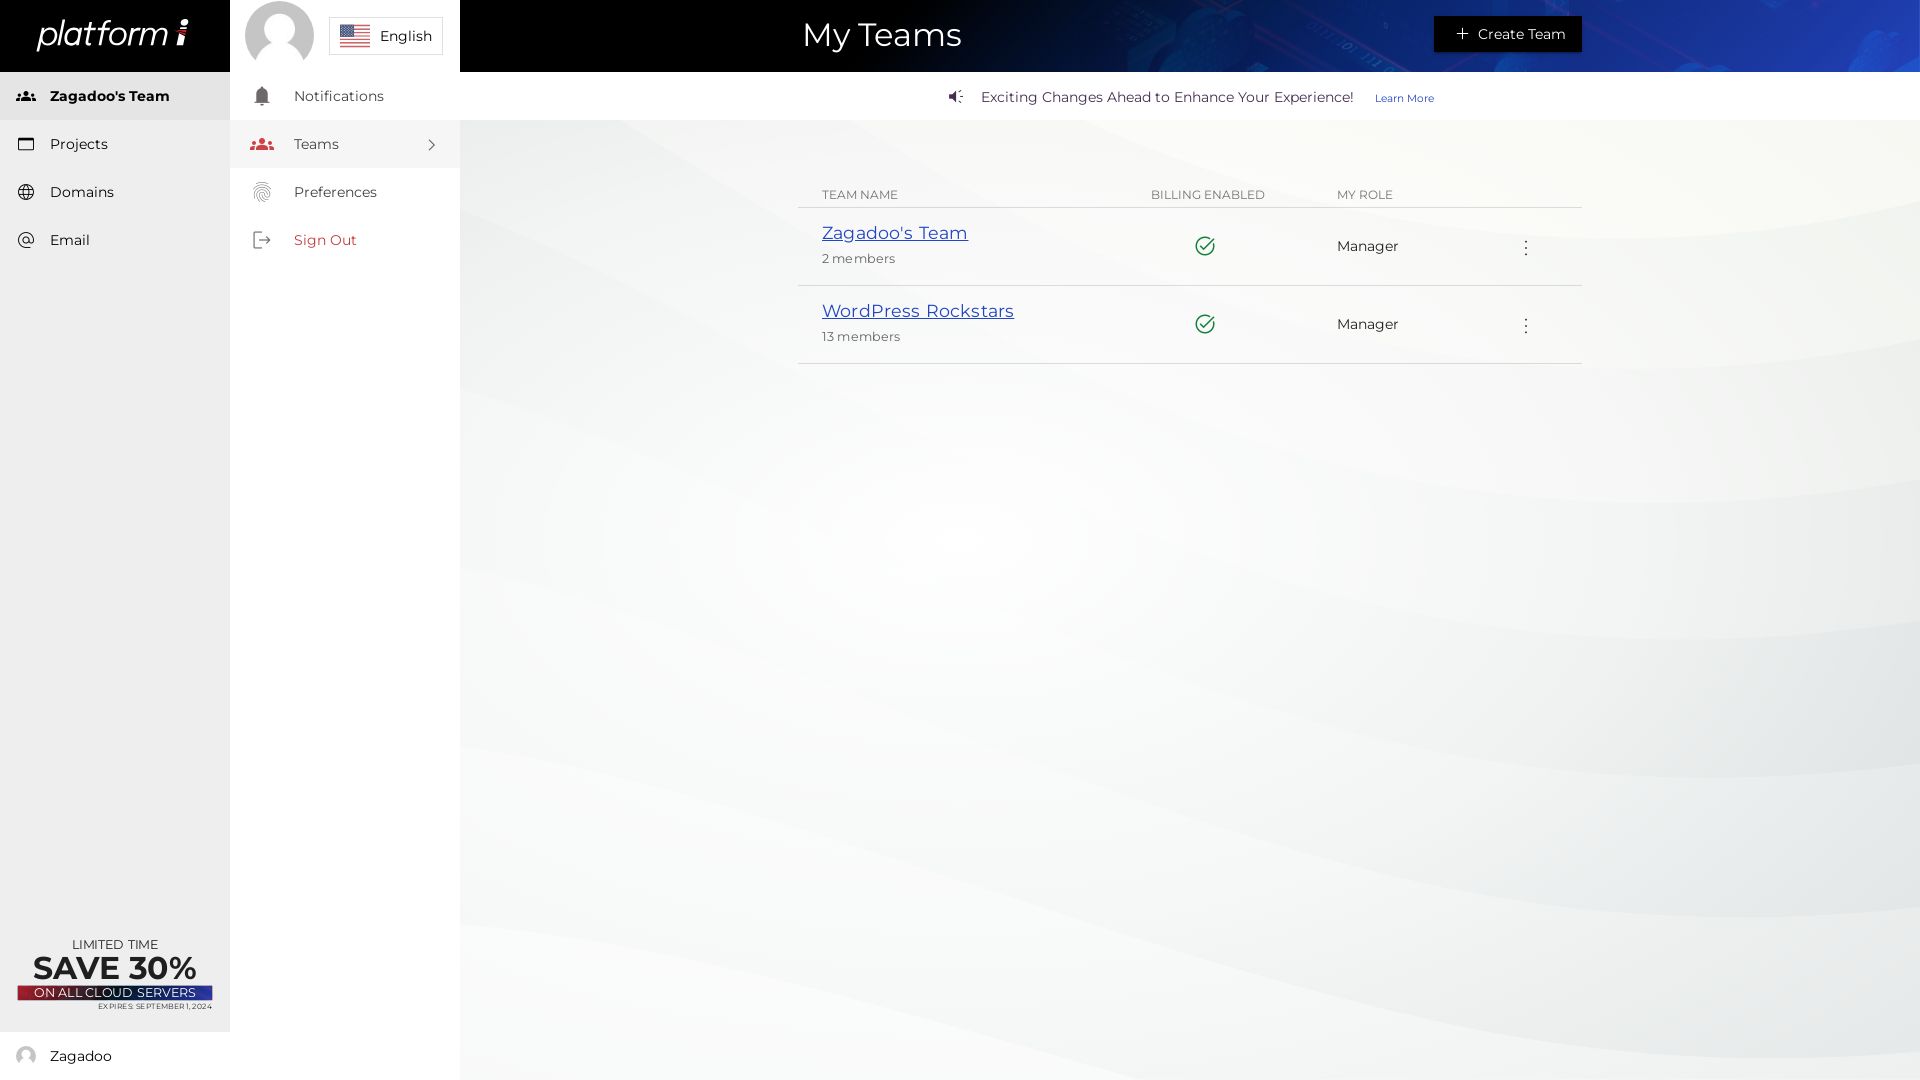 platform i
English
My Teams
+ Create Team
Zagadoo's Team
Notifications
Exciting Changes Ahead to Enhance Your Experience! Learn More
Projects
Teams
Domains
Preferences
Email
Sign Out
TEAM NAME BILLING ENABLED MY ROLE
Zagadoo's Team
2 members
Manager
WordPress Rockstars
13 members
Manager
LIMITED TIME
SAVE 30%
ON ALL CLOUD SERVERS
EXPIRES: SEPTEMBER 1, 2024
Zagadoo